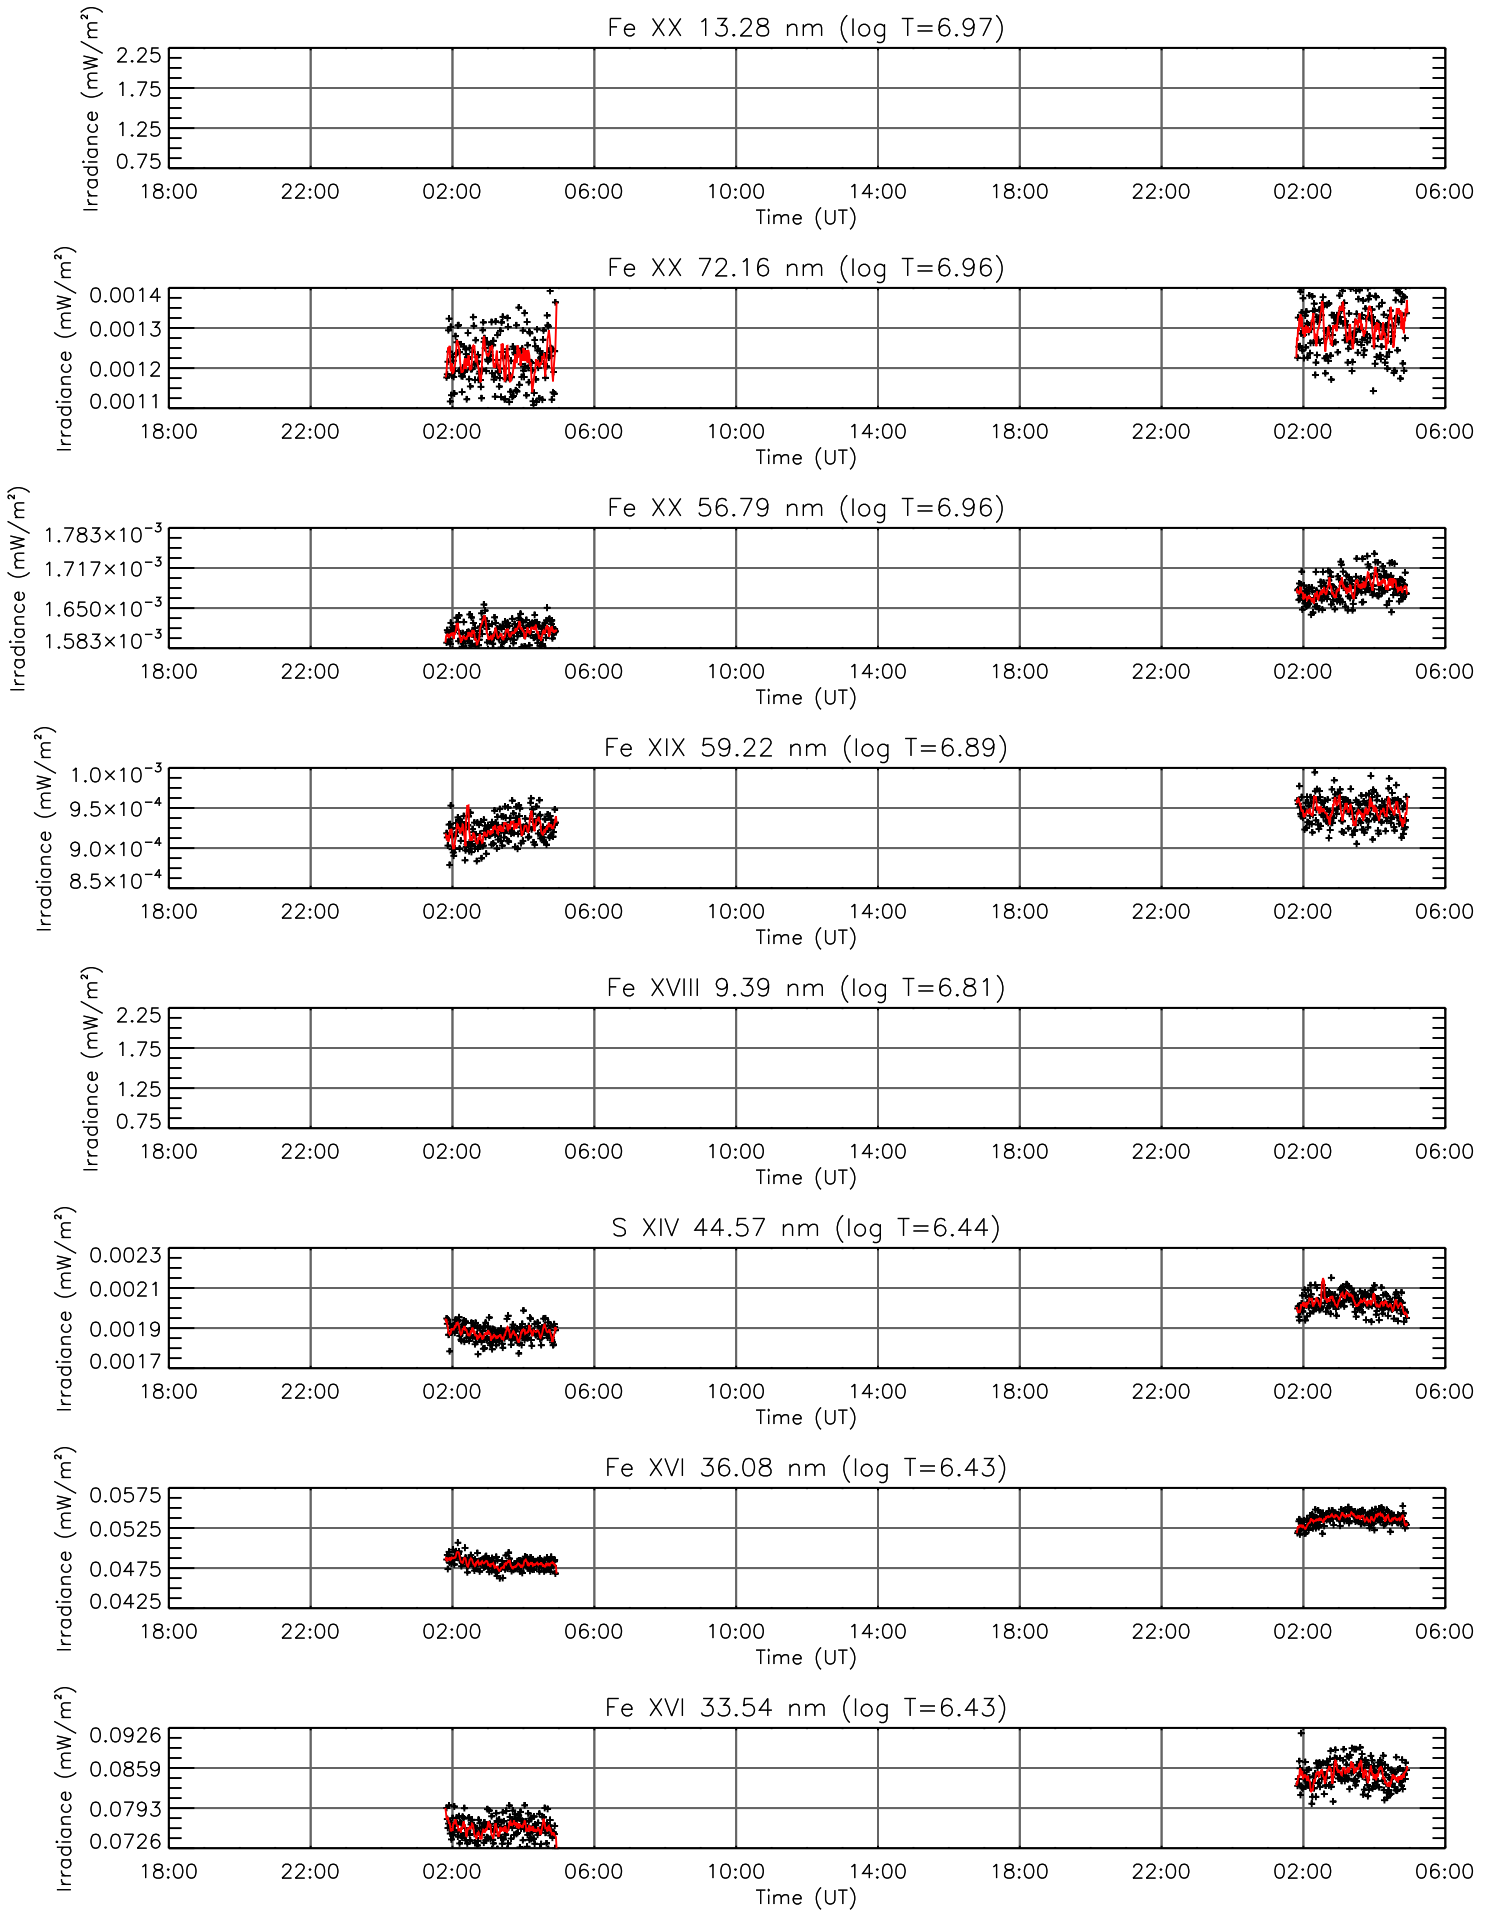 Fe XX 13.28 nm (log T=6.97)
Irradiance (mW/m²)
2.25
1.75
1.25
0.75
18:00 22:00 02:00 06:00 10:00 14:00 18:00 22:00 02:00 06:00
Time (UT)
Fe XX 72.16 nm (log T=6.96)
Irradiance (mW/m²)
0.0014
0.0013
0.0012
0.0011
18:00 22:00 02:00 06:00 10:00 14:00 18:00 22:00 02:00 06:00
Time (UT)
Fe XX 56.79 nm (log T=6.96)
Irradiance (mW/m²)
1.783×10⁻³
1.717×10⁻³
1.650×10⁻³
1.583×10⁻³
18:00 22:00 02:00 06:00 10:00 14:00 18:00 22:00 02:00 06:00
Time (UT)
Fe XIX 59.22 nm (log T=6.89)
Irradiance (mW/m²)
1.0×10⁻³
9.5×10⁻⁴
9.0×10⁻⁴
8.5×10⁻⁴
18:00 22:00 02:00 06:00 10:00 14:00 18:00 22:00 02:00 06:00
Time (UT)
Fe XVIII 9.39 nm (log T=6.81)
Irradiance (mW/m²)
2.25
1.75
1.25
0.75
18:00 22:00 02:00 06:00 10:00 14:00 18:00 22:00 02:00 06:00
Time (UT)
S XIV 44.57 nm (log T=6.44)
Irradiance (mW/m²)
0.0023
0.0021
0.0019
0.0017
18:00 22:00 02:00 06:00 10:00 14:00 18:00 22:00 02:00 06:00
Time (UT)
Fe XVI 36.08 nm (log T=6.43)
Irradiance (mW/m²)
0.0575
0.0525
0.0475
0.0425
18:00 22:00 02:00 06:00 10:00 14:00 18:00 22:00 02:00 06:00
Time (UT)
Fe XVI 33.54 nm (log T=6.43)
Irradiance (mW/m²)
0.0926
0.0859
0.0793
0.0726
18:00 22:00 02:00 06:00 10:00 14:00 18:00 22:00 02:00 06:00
Time (UT)